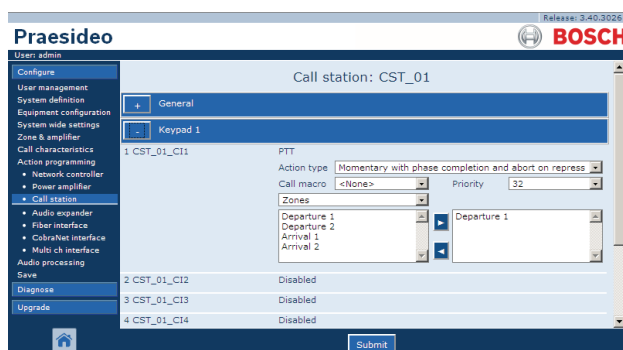 Release: 3.40.3026
Praesideo
BOSCH
User: admin
Configure
User management
System definition
Equipment configuration
System wide settings
Zone & amplifier
Call characteristics
Action programming
• Network controller
• Power amplifier
• Call station
• Audio expander
• Fiber interface
• CobraNet interface
• Multi ch interface
Audio processing
Save
Diagnose
Upgrade
Call station: CST_01
+ General
- Keypad 1
1 CST_01_CI1 PTT
Action type Momentary with phase completion and abort on repress
Call macro <None> Priority 32
Zones
Departure 1
Departure 2
Arrival 1
Arrival 2
Departure 1
2 CST_01_CI2 Disabled
3 CST_01_CI3 Disabled
4 CST_01_CI4 Disabled
Submit